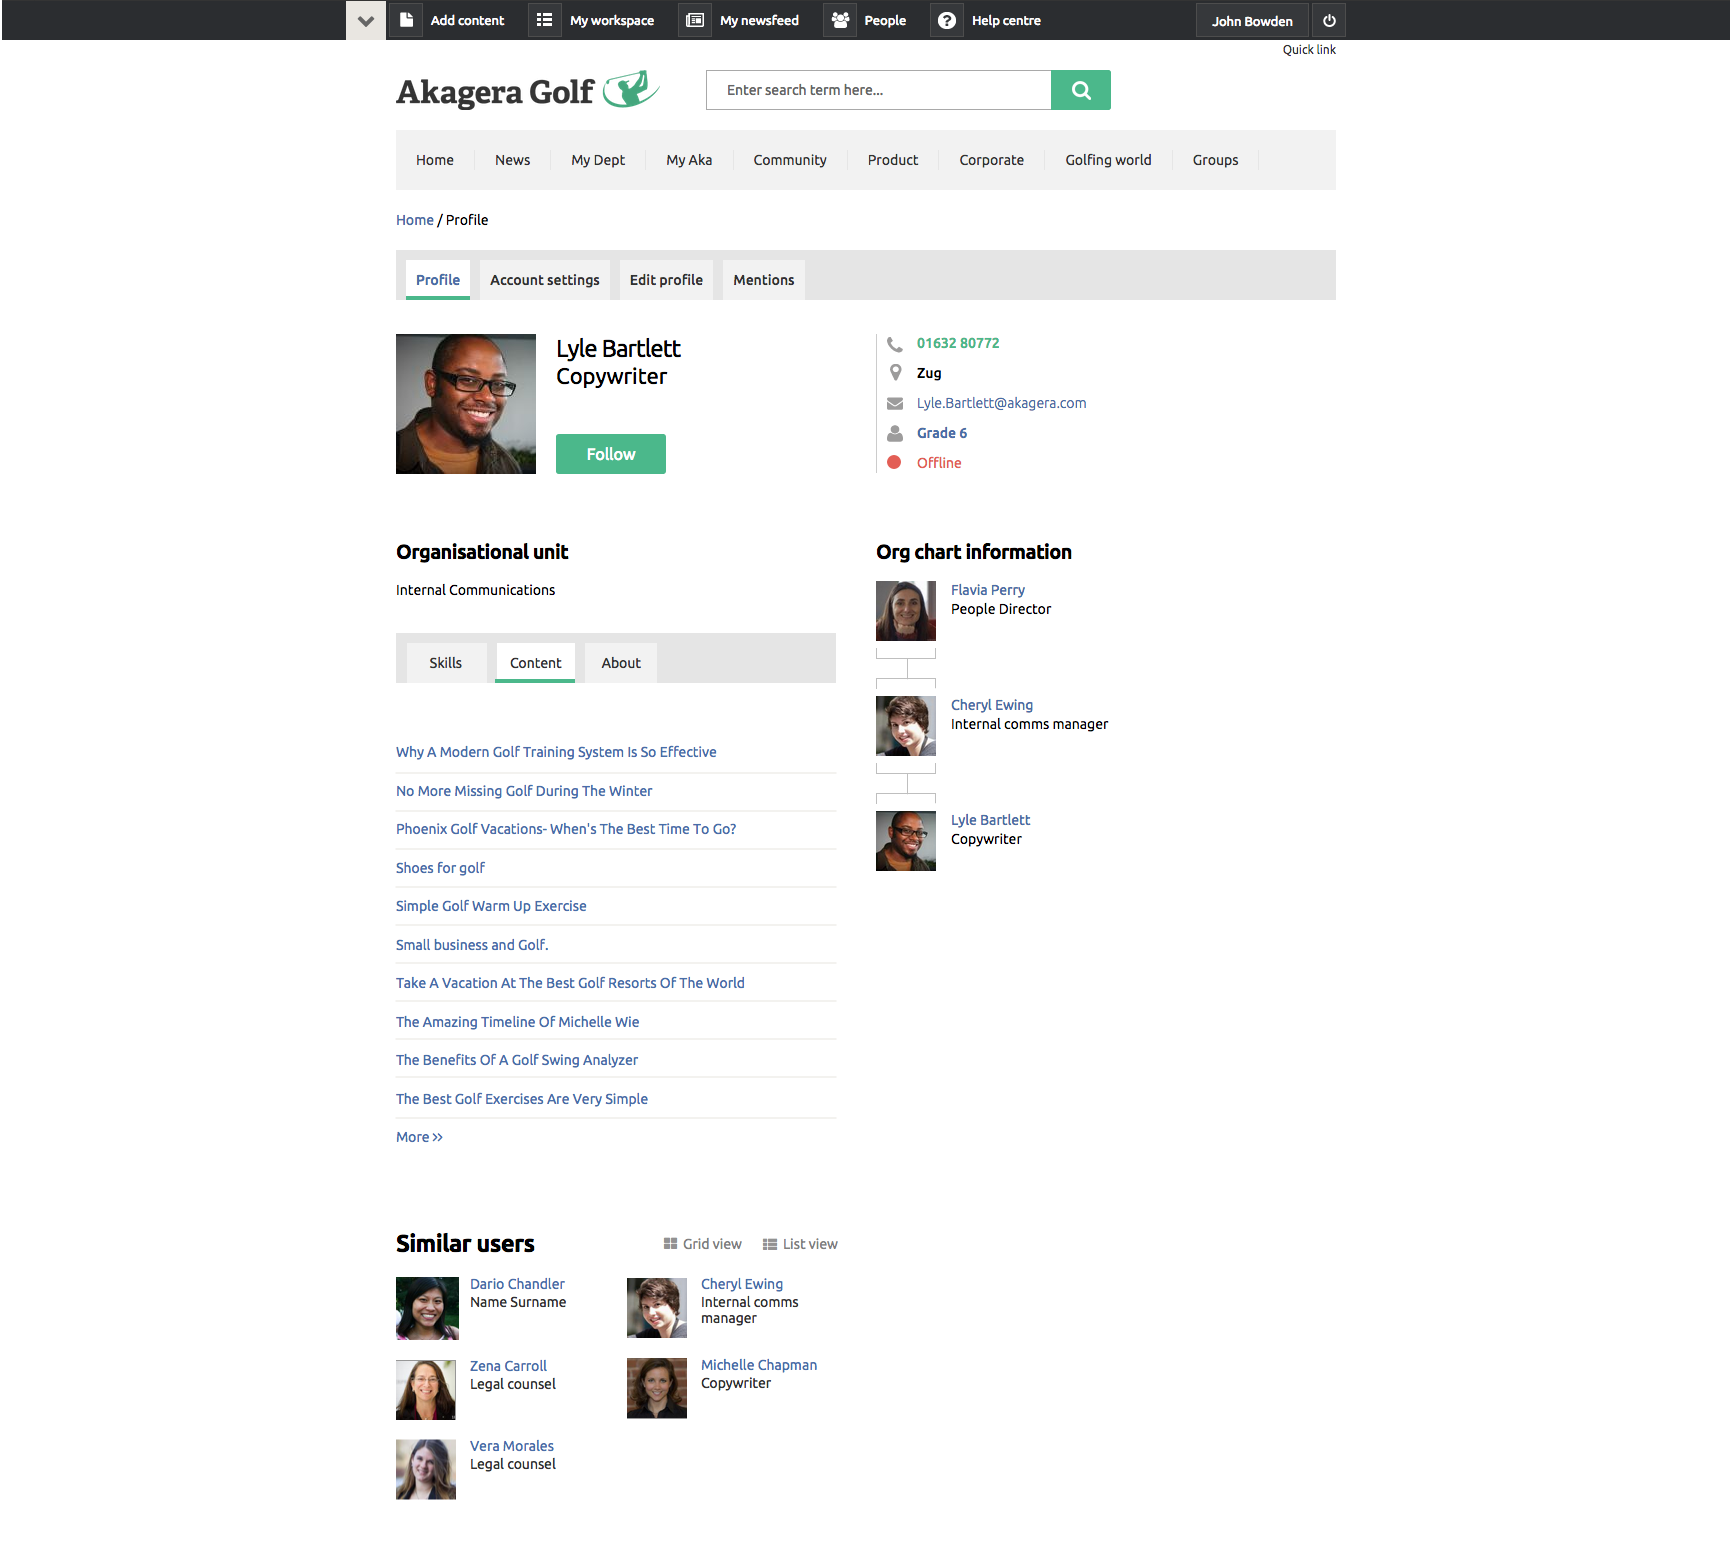 Add content
My workspace
My newsfeed
People
Help centre
John Bowden
Quick link
Akagera Golf
Enter search term here...
Home
News
My Dept
My Aka
Community
Product
Corporate
Golfing world
Groups
Home / Profile
Profile
Account settings
Edit profile
Mentions
Lyle Bartlett
Copywriter
Follow
01632 80772
Zug
Lyle.Bartlett@akagera.com
Grade 6
Offline
Organisational unit
Internal Communications
Skills
Content
About
Why A Modern Golf Training System Is So Effective
No More Missing Golf During The Winter
Phoenix Golf Vacations- When's The Best Time To Go?
Shoes for golf
Simple Golf Warm Up Exercise
Small business and Golf.
Take A Vacation At The Best Golf Resorts Of The World
The Amazing Timeline Of Michelle Wie
The Benefits Of A Golf Swing Analyzer
The Best Golf Exercises Are Very Simple
More »
Org chart information
Flavia Perry
People Director
Cheryl Ewing
Internal comms manager
Lyle Bartlett
Copywriter
Similar users
Grid view
List view
Dario Chandler
Name Surname
Cheryl Ewing
Internal comms
manager
Zena Carroll
Legal counsel
Michelle Chapman
Copywriter
Vera Morales
Legal counsel